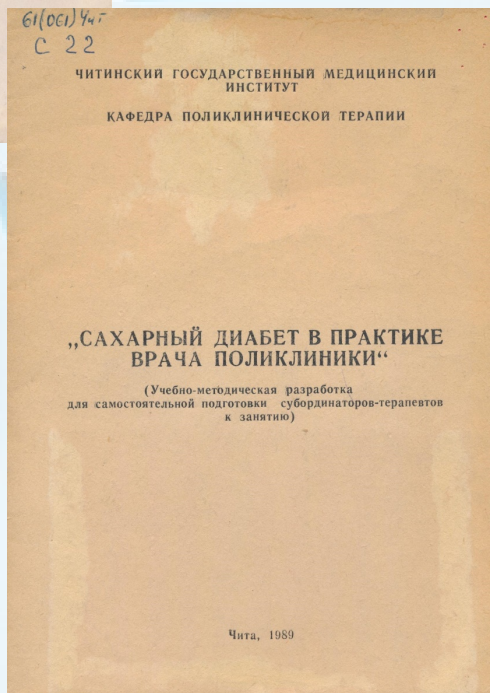 61(061)Чит
С 22
ЧИТИНСКИЙ ГОСУДАРСТВЕННЫЙ МЕДИЦИНСКИЙ
ИНСТИТУТ
КАФЕДРА ПОЛИКЛИНИЧЕСКОЙ ТЕРАПИИ
„САХАРНЫЙ ДИАБЕТ В ПРАКТИКЕ
ВРАЧА ПОЛИКЛИНИКИ“
(Учебно-методическая разработка
для самостоятельной подготовки субординаторов-терапевтов
к занятию)
Чита, 1989